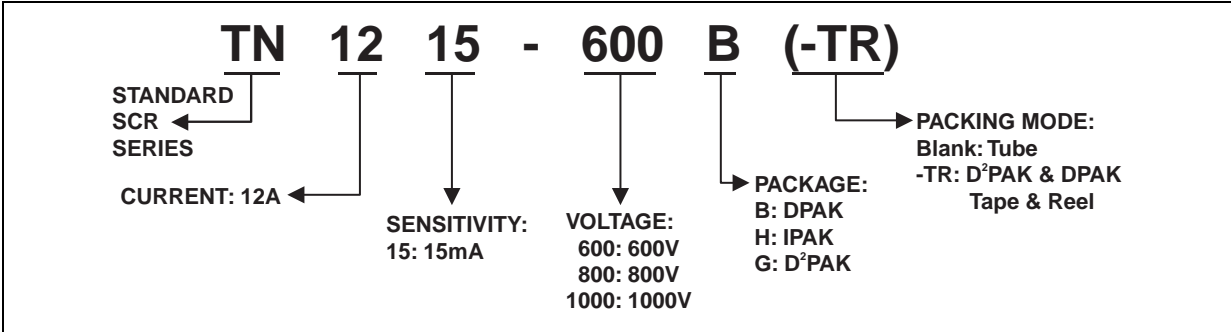 TN 12 15 - 600 B (-TR)
STANDARD
SCR
SERIES
CURRENT: 12A
SENSITIVITY:
15: 15mA
VOLTAGE:
600: 600V
800: 800V
1000: 1000V
PACKAGE:
B: DPAK
H: IPAK
G: D²PAK
PACKING MODE:
Blank: Tube
-TR: D²PAK & DPAK
Tape & Reel